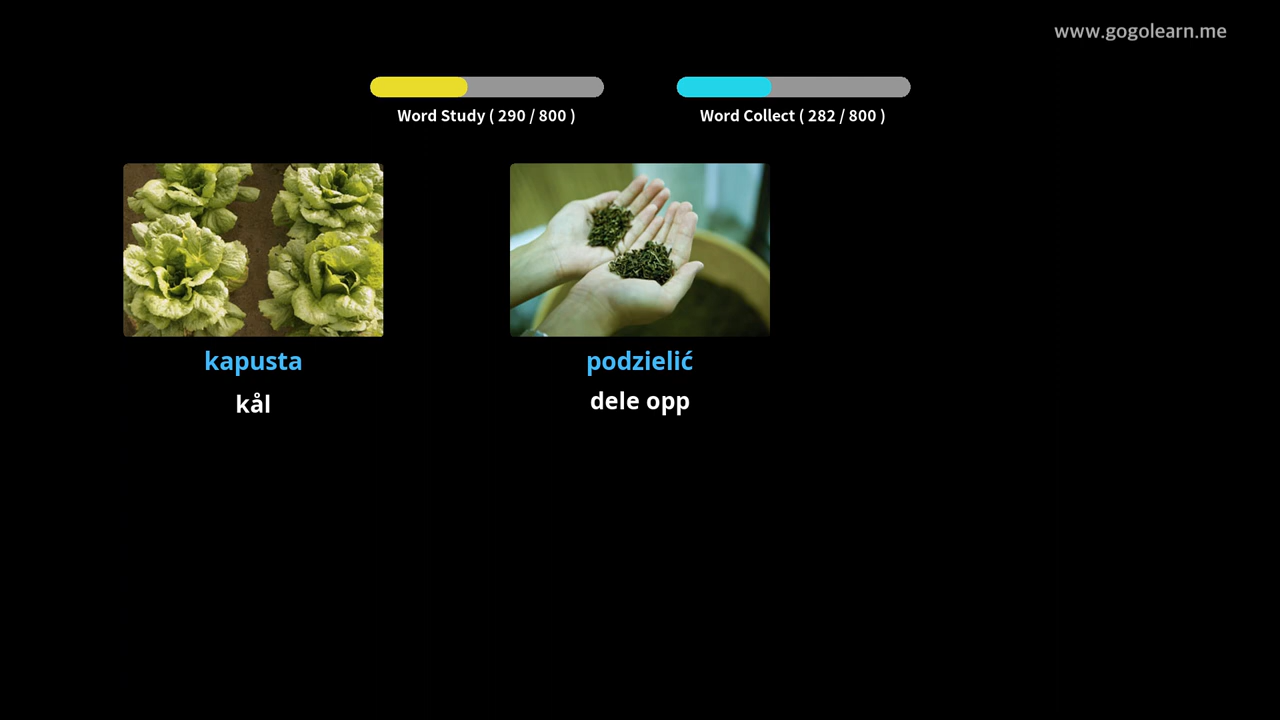 www.gogolearn.me
Word Study ( 290 / 800 )
Word Collect ( 282 / 800 )
kapusta
kål
podzielić
dele opp